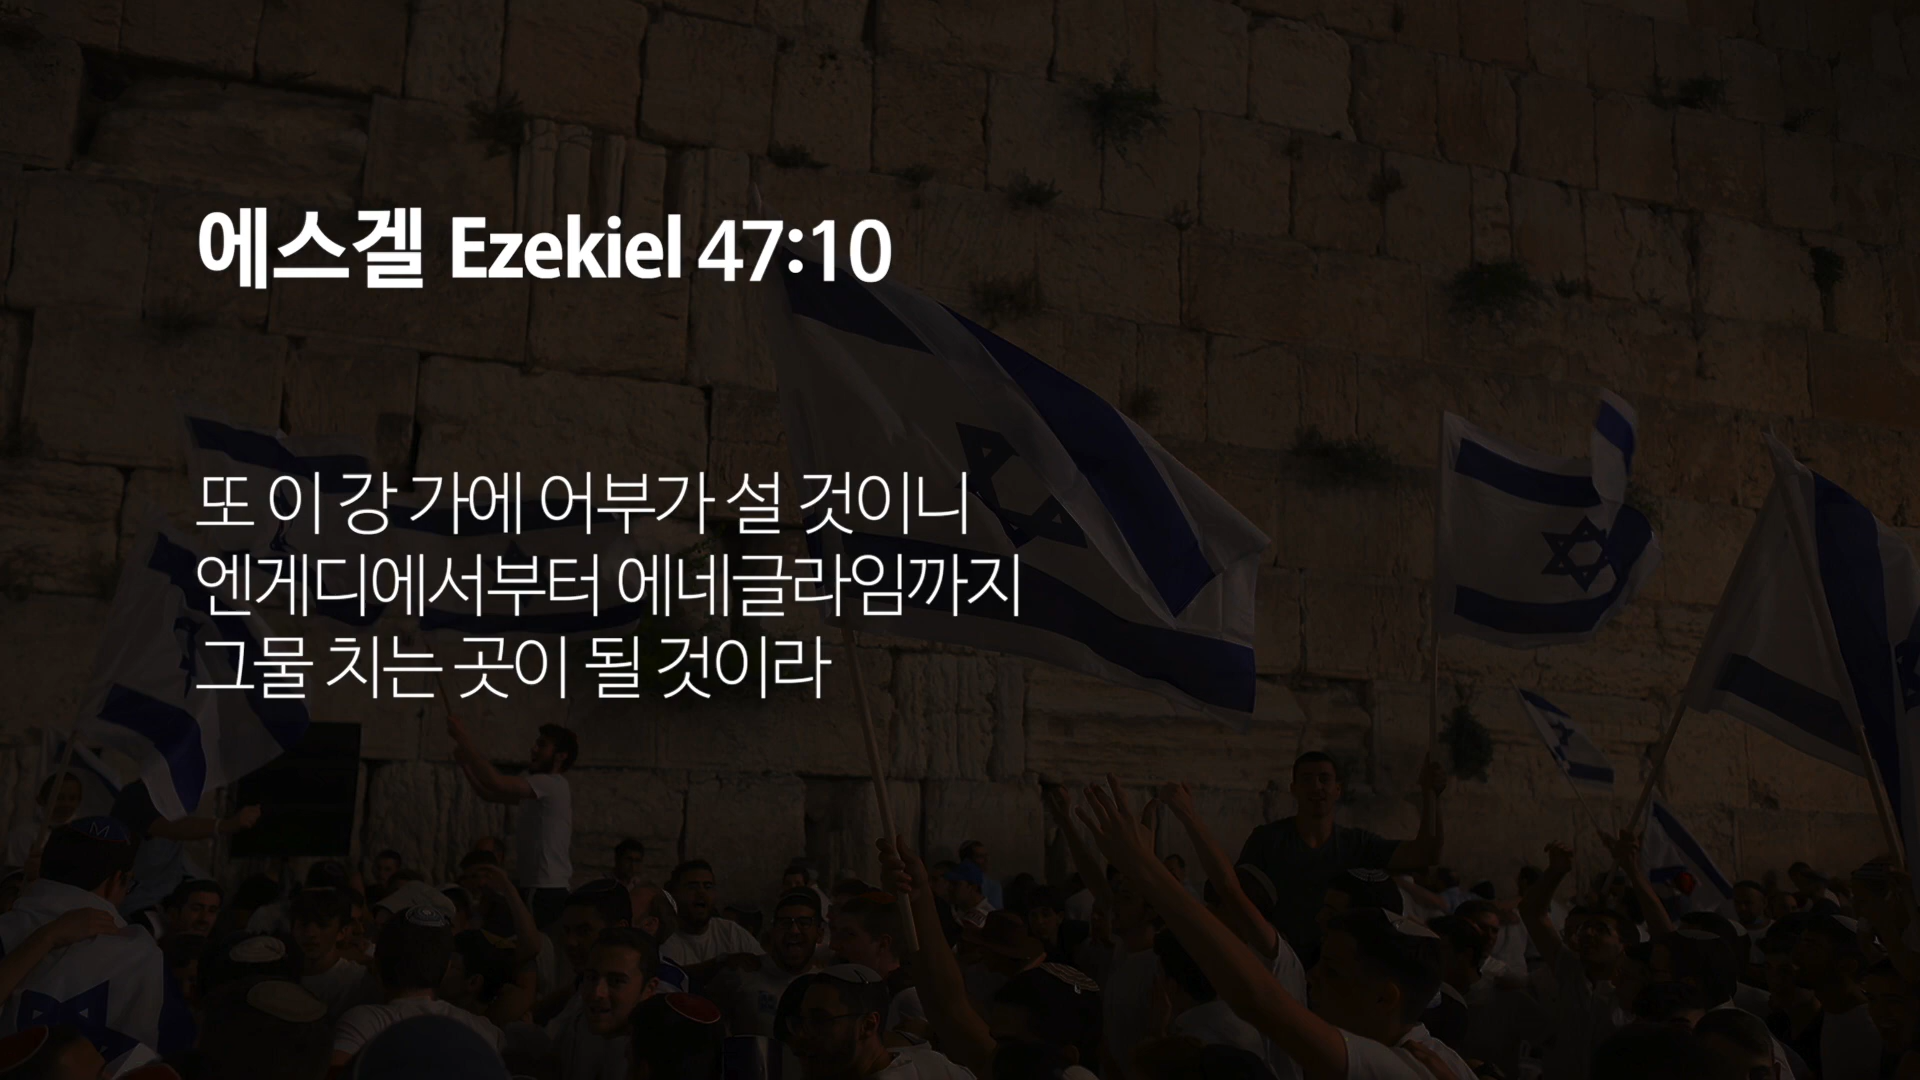 에스겔 Ezekiel 47:10
또 이 강 가에 어부가 설 것이니
엔게디에서부터 에네글라임까지
그물 치는 곳이 될 것이라